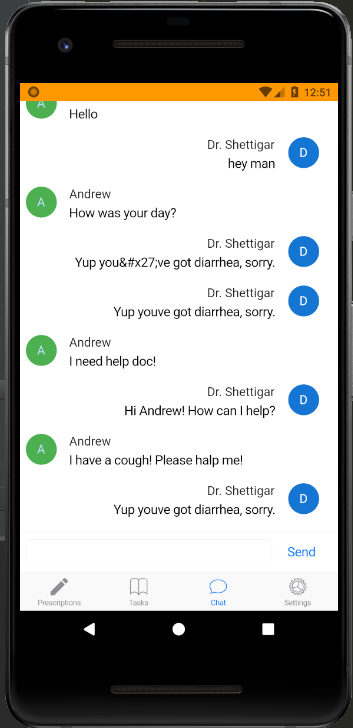 12:51
A
Hello
Dr. Shettigar
D
hey man
Andrew
A
How was your day?
Dr. Shettigar
D
Yup you&#x27;ve got diarrhea, sorry.
Dr. Shettigar
D
Yup youve got diarrhea, sorry.
Andrew
A
I need help doc!
Dr. Shettigar
D
Hi Andrew! How can I help?
Andrew
A
I have a cough! Please halp me!
Dr. Shettigar
D
Yup youve got diarrhea, sorry.
Send
Prescriptions Tasks Chat Settings